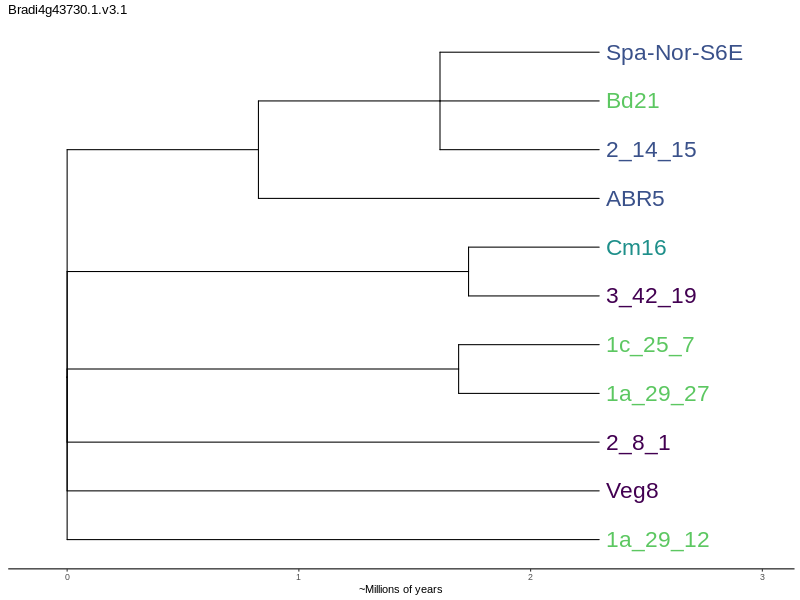 Bradi4g43730.1.v3.1
Spa-Nor-S6E
Bd21
2_14_15
ABR5
Cm16
3_42_19
1c_25_7
1a_29_27
2_8_1
Veg8
1a_29_12
0 1 2 3
~Millions of years